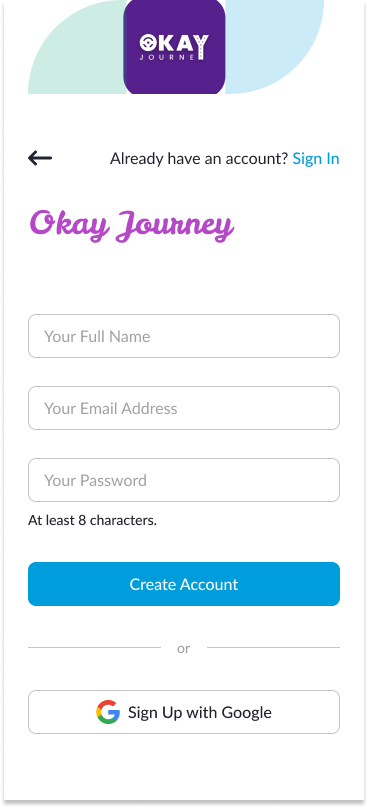 OKAY
JOURNEY
Already have an account? Sign In
Okay Journey
Your Full Name
Your Email Address
Your Password
At least 8 characters.
Create Account
or
Sign Up with Google